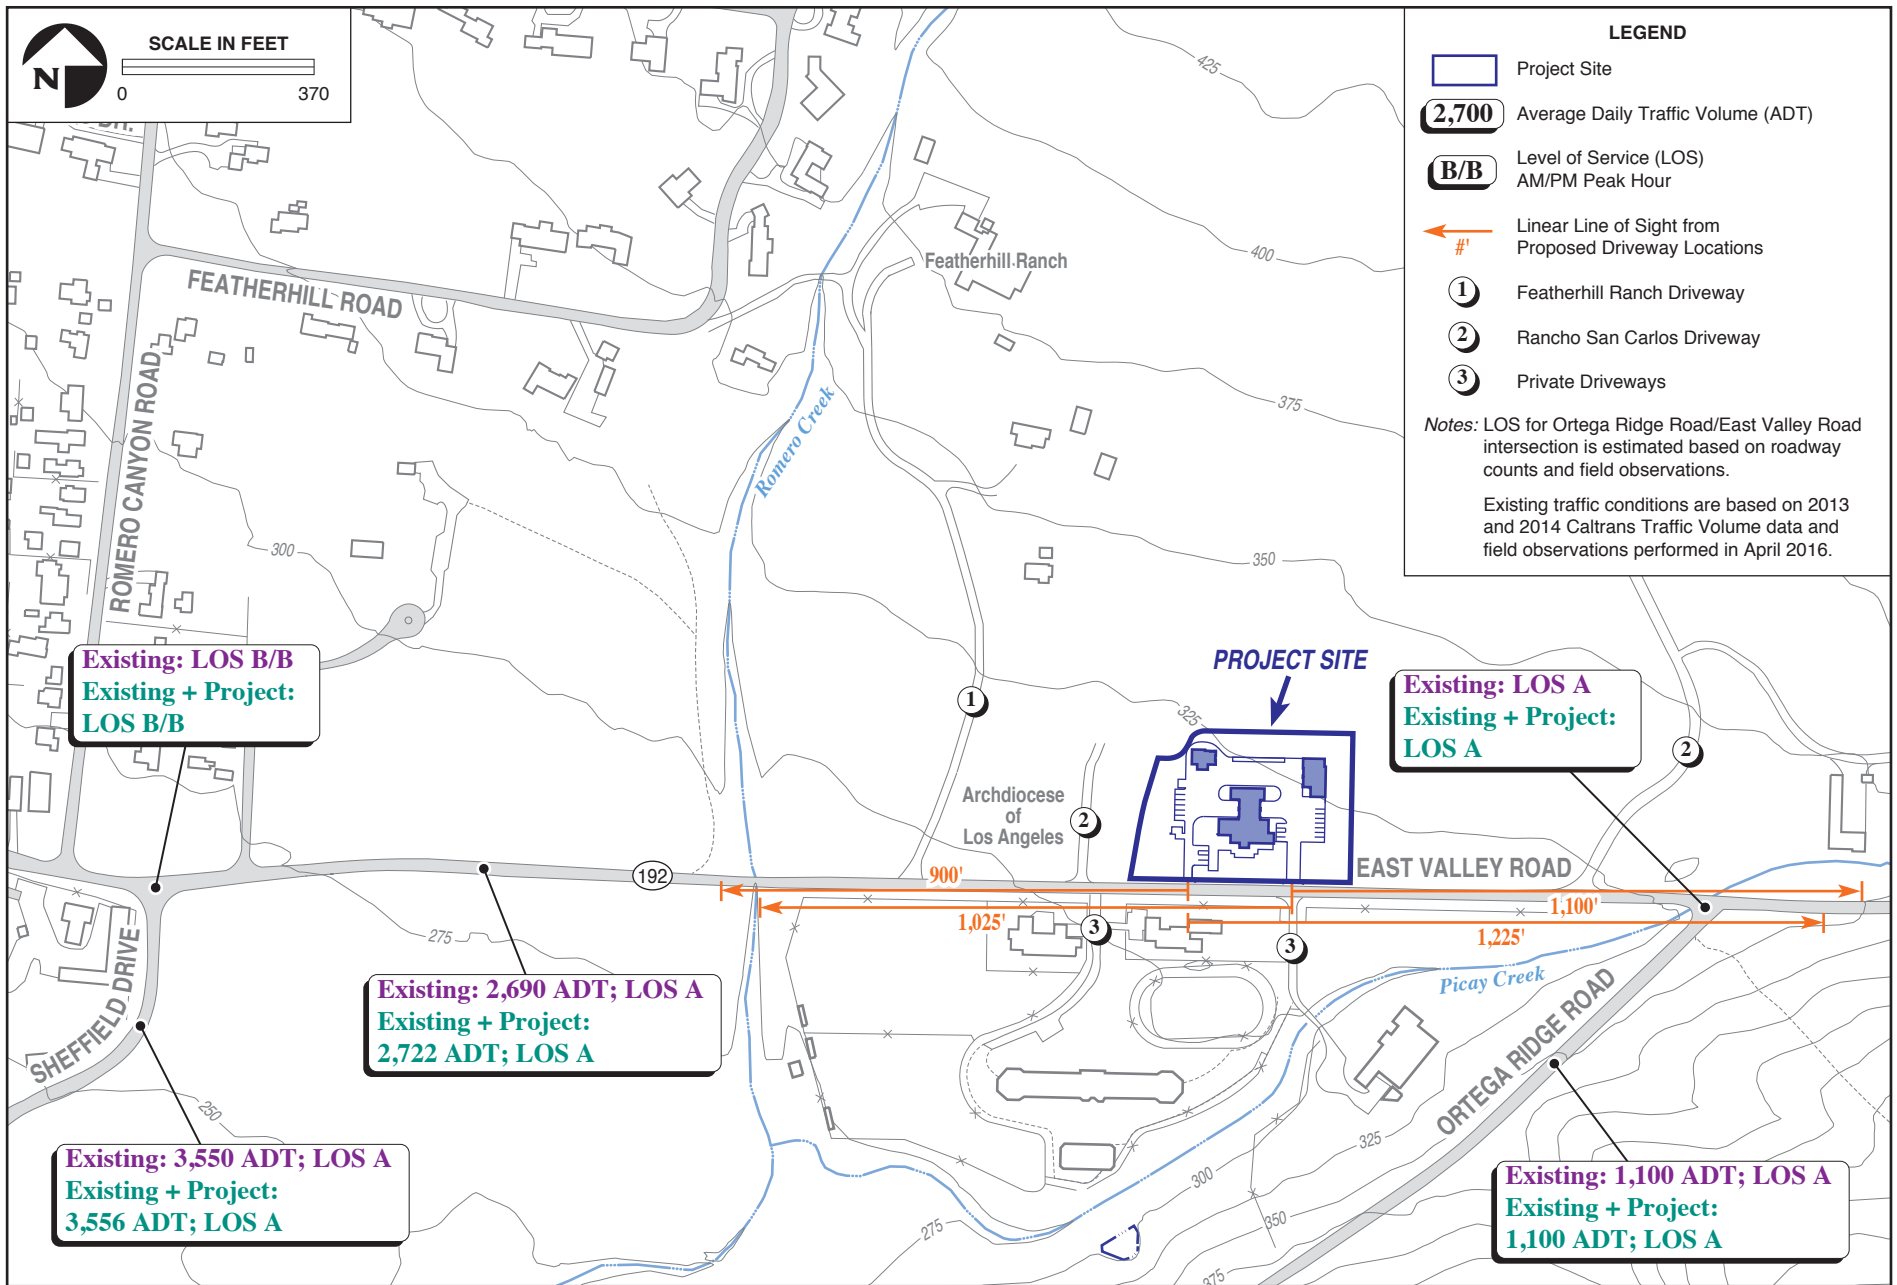 N
SCALE IN FEET
0 370
DR.
LEGEND
Project Site
2,700 Average Daily Traffic Volume (ADT)
B/B Level of Service (LOS)
AM/PM Peak Hour
#' Linear Line of Sight from
Proposed Driveway Locations
1 Featherhill Ranch Driveway
2 Rancho San Carlos Driveway
3 Private Driveways
Notes: LOS for Ortega Ridge Road/East Valley Road
intersection is estimated based on roadway
counts and field observations.
Existing traffic conditions are based on 2013
and 2014 Caltrans Traffic Volume data and
field observations performed in April 2016.
425
400
375
350
325
300
275
250
FEATHERHILL ROAD
Featherhill Ranch
ROMERO CANYON ROAD
Romero Creek
Existing: LOS B/B
Existing + Project:
LOS B/B
1
PROJECT SITE
Existing: LOS A
Existing + Project:
LOS A
2
Archdiocese
of
Los Angeles
2
EAST VALLEY ROAD
192
900'
1,100'
1,025'
1,225'
3
3
Picay Creek
SHEFFIELD DRIVE
Existing: 2,690 ADT; LOS A
Existing + Project:
2,722 ADT; LOS A
ORTEGA RIDGE ROAD
Existing: 3,550 ADT; LOS A
Existing + Project:
3,556 ADT; LOS A
Existing: 1,100 ADT; LOS A
Existing + Project:
1,100 ADT; LOS A
325
300
350
275
375